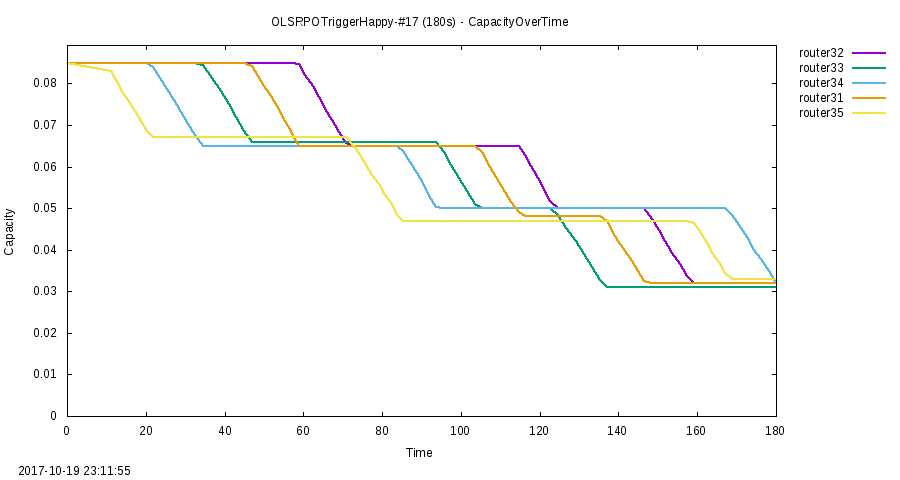 OLSRPOTriggerHappy-#17 (180s) - CapacityOverTime
router32
router33
router34
router31
router35
0.08
0.07
0.06
0.05
0.04
0.03
0.02
0.01
0
Capacity
0 20 40 60 80 100 120 140 160 180
Time
2017-10-19 23:11:55